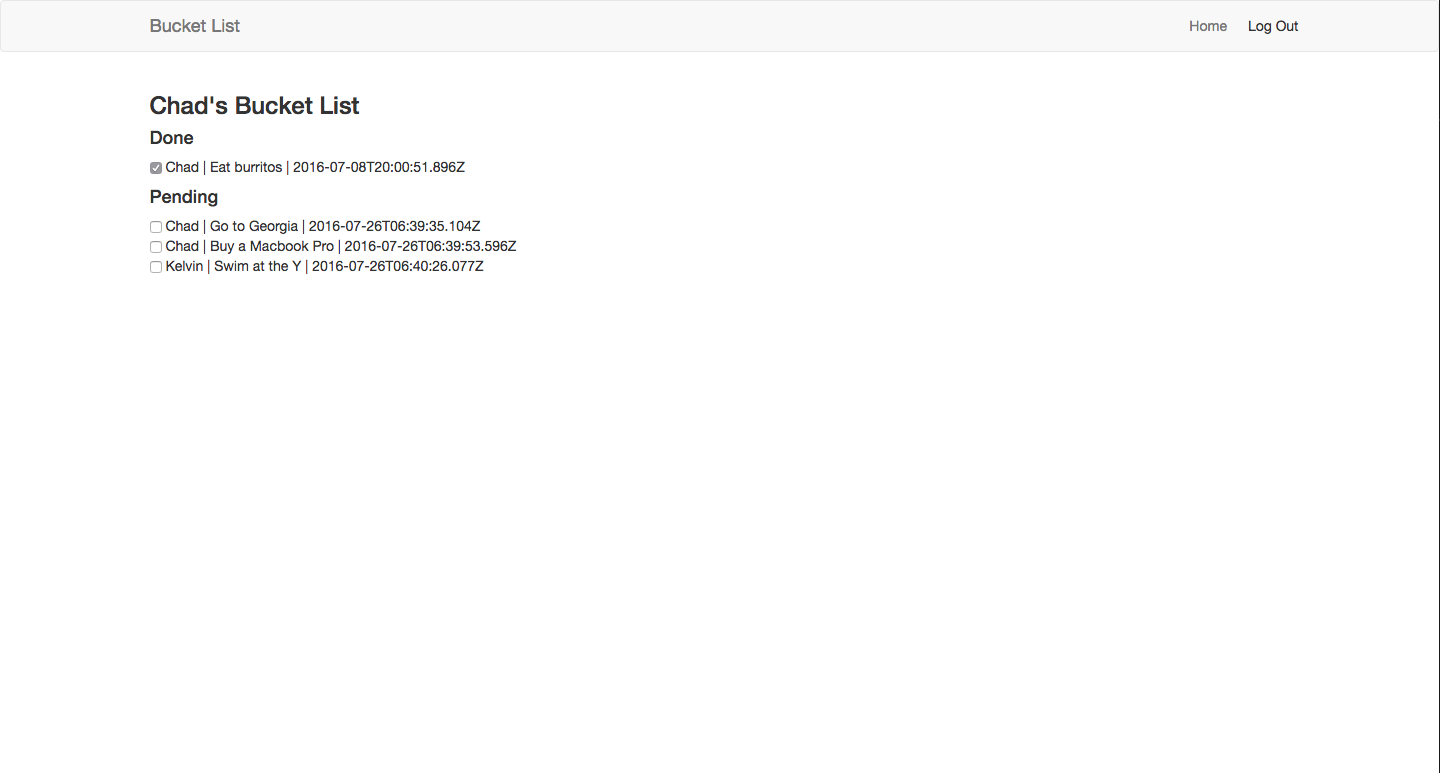 Bucket List
Home
Log Out
Chad's Bucket List
Done
Chad | Eat burritos | 2016-07-08T20:00:51.896Z
Pending
Chad | Go to Georgia | 2016-07-26T06:39:35.104Z
Chad | Buy a Macbook Pro | 2016-07-26T06:39:53.596Z
Kelvin | Swim at the Y | 2016-07-26T06:40:26.077Z